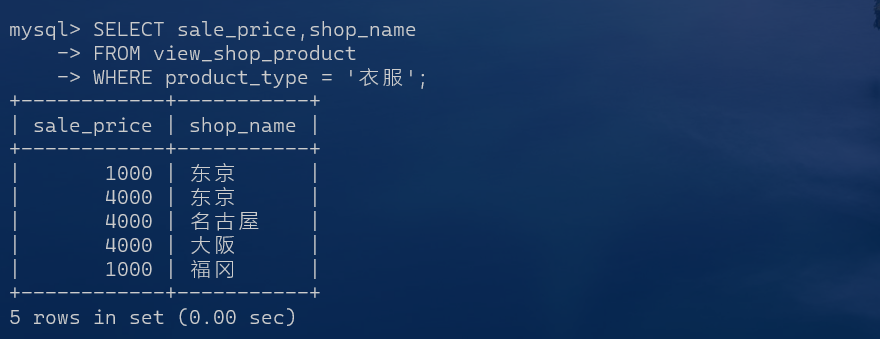 mysql> SELECT sale_price,shop_name
    -> FROM view_shop_product
    -> WHERE product_type = '衣服';
+------------+-----------+
| sale_price | shop_name |
+------------+-----------+
|       1000 | 东京      |
|       4000 | 东京      |
|       4000 | 名古屋    |
|       4000 | 大阪      |
|       1000 | 福冈      |
+------------+-----------+
5 rows in set (0.00 sec)